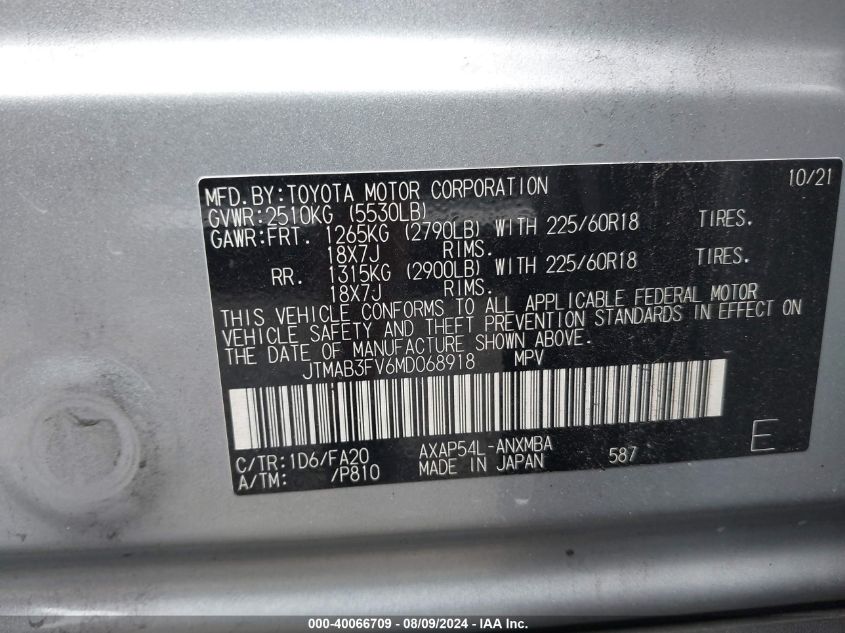 MFD.BY:TOYOTA MOTOR CORPORATION 10/21
GVWR:2510KG (5530LB)
GAWR:FRT. 1265KG (2790LB) WITH 225/60R18 TIRES.
18X7J RIMS.
RR. 1315KG (2900LB) WITH 225/60R18 TIRES.
18X7J RIMS.
THIS VEHICLE CONFORMS TO ALL APPLICABLE FEDERAL MOTOR
VEHICLE SAFETY AND THEFT PREVENTION STANDARDS IN EFFECT ON
THE DATE OF MANUFACTURE SHOWN ABOVE.
JTMAB3FV6MD068918 MPV
C/TR:1D6/FA20 AXAP54L-ANXMBA 587 E
A/TM: /P810 MADE IN JAPAN
000-40066709 - 08/09/2024 - IAA Inc.